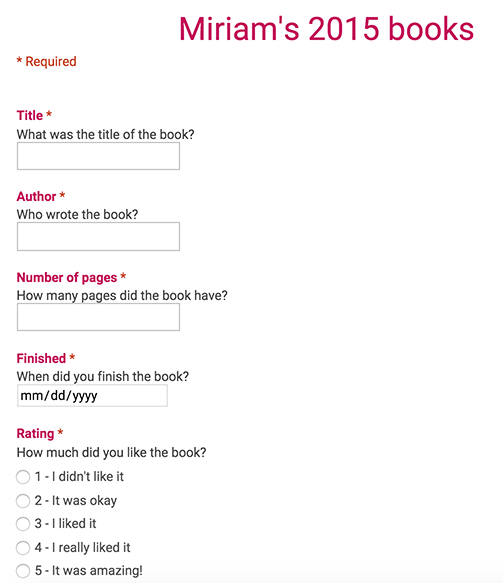 Miriam's 2015 books
* Required
Title *
What was the title of the book?
Author *
Who wrote the book?
Number of pages *
How many pages did the book have?
Finished *
When did you finish the book?
mm/dd/yyyy
Rating *
How much did you like the book?
1 - I didn't like it
2 - It was okay
3 - I liked it
4 - I really liked it
5 - It was amazing!